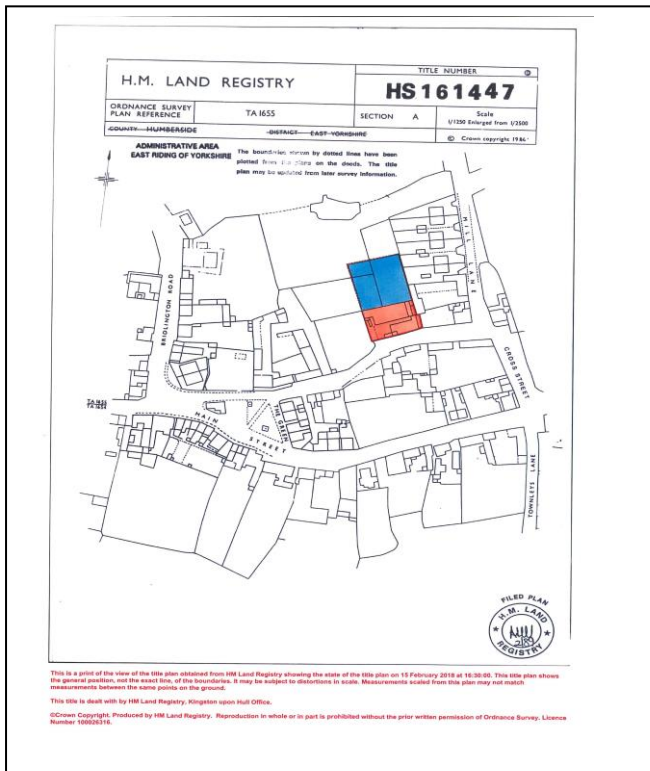 H.M. LAND REGISTRY
TITLE NUMBER
HS 161447
ORDNANCE SURVEY
PLAN REFERENCE
TA 1655
SECTION A
Scale
1/1250 Enlarged from 1/2500
COUNTY HUMBERSIDE
DISTRICT EAST YORKSHIRE
© Crown copyright 1986
ADMINISTRATIVE AREA
EAST RIDING OF YORKSHIRE
The boundaries shown by dotted lines have been
plotted from the plans on the deeds. The title
plan may be updated from later survey information.
MILL LANE
BRIDLINGTON ROAD
CROSS STREET
TA 1655
TA 1654
MAIN STREET
THE GREEN
TOWNLEYS LANE
FILED PLAN
H.M. LAND
REGISTRY
This is a print of the view of the title plan obtained from HM Land Registry showing the state of the title plan on 15 February 2018 at 16:30:00. This title plan shows
the general position, not the exact line, of the boundaries. It may be subject to distortions in scale. Measurements scaled from this plan may not match
measurements between the same points on the ground.
This title is dealt with by HM Land Registry, Kingston upon Hull Office.
©Crown Copyright. Produced by HM Land Registry. Reproduction in whole or in part is prohibited without the prior written permission of Ordnance Survey. Licence
Number 100026316.